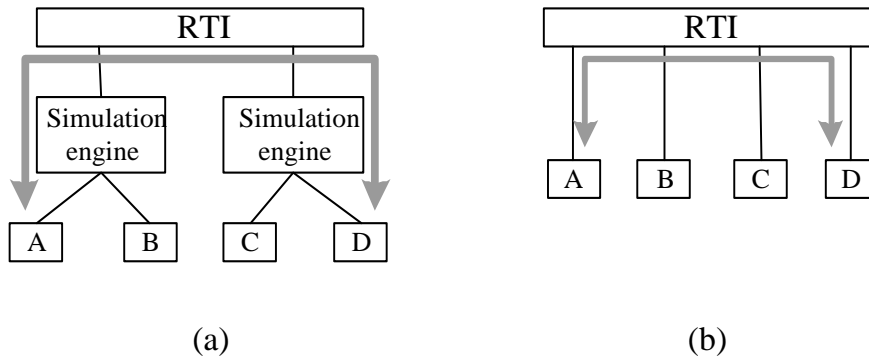 RTI
Simulation
engine
Simulation
engine
A
B
C
D
(a)
RTI
A
B
C
D
(b)